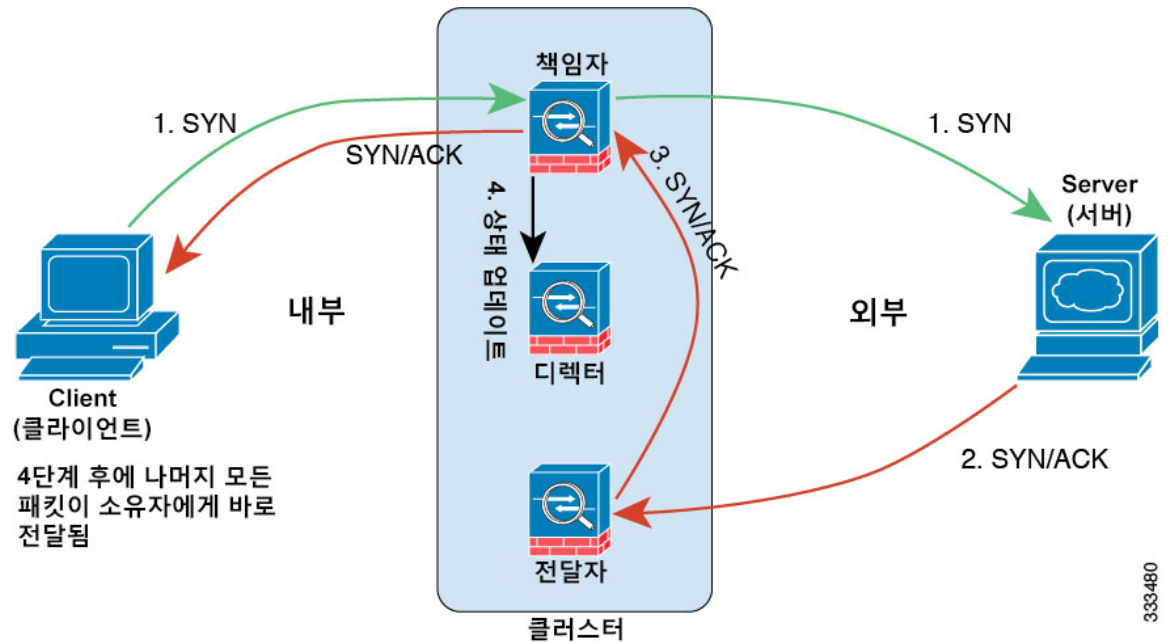 책임자
1. SYN
SYN/ACK
1. SYN
3. SYN/ACK
4. 상태 업데이트
Server
(서버)
내부
외부
디렉터
Client
(클라이언트)
2. SYN/ACK
4단계 후에 나머지 모든
패킷이 소유자에게 바로
전달됨
전달자
클러스터
333480